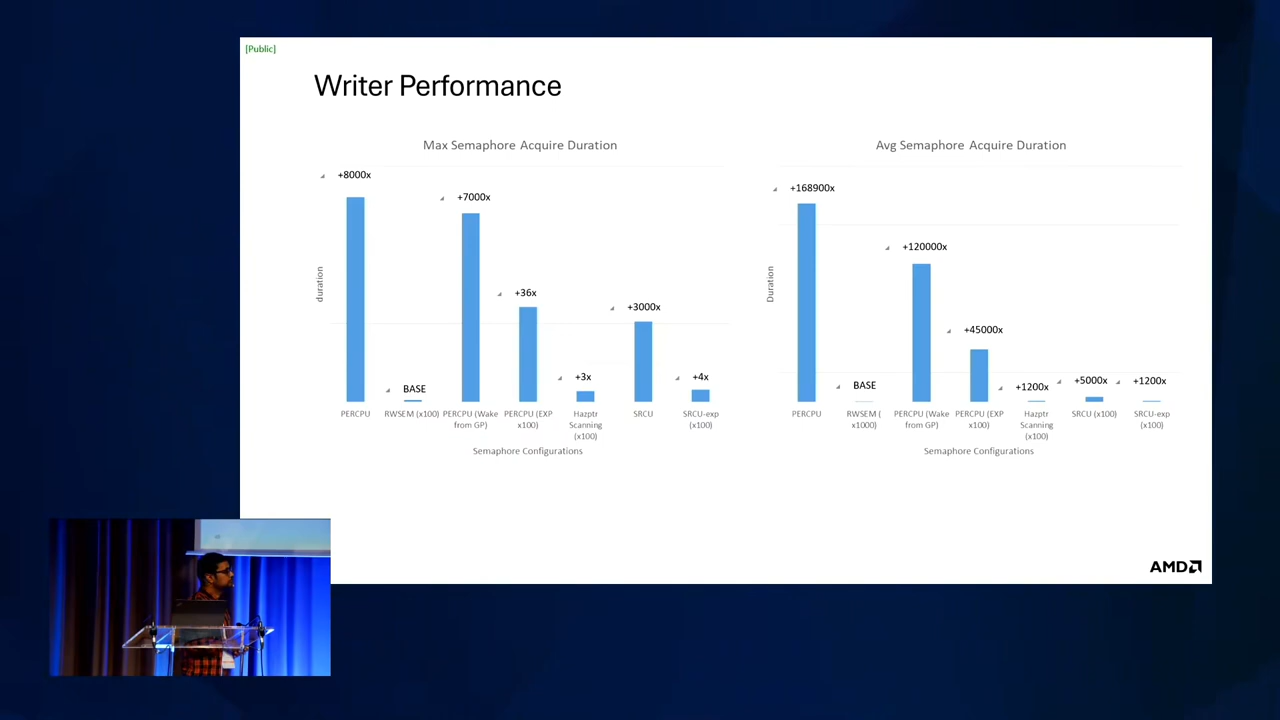 [Public]
Writer Performance
Max Semaphore Acquire Duration
+8000x
+7000x
+36x
+3000x
+3x
+4x
BASE
duration
PERCPU
RWSEM (x100)
PERCPU (Wake
from GP)
PERCPU (EXP
x100)
Hazptr
Scanning
(x100)
SRCU
SRCU-exp
(x100)
Semaphore Configurations
Avg Semaphore Acquire Duration
+168900x
+120000x
+45000x
BASE
+1200x
+5000x
+1200x
Duration
PERCPU
RWSEM (
x1000)
PERCPU (Wake
from GP)
PERCPU (EXP
x100)
Hazptr
Scanning
(x100)
SRCU (x100)
SRCU-exp
(x100)
Semaphore Configurations
AMD